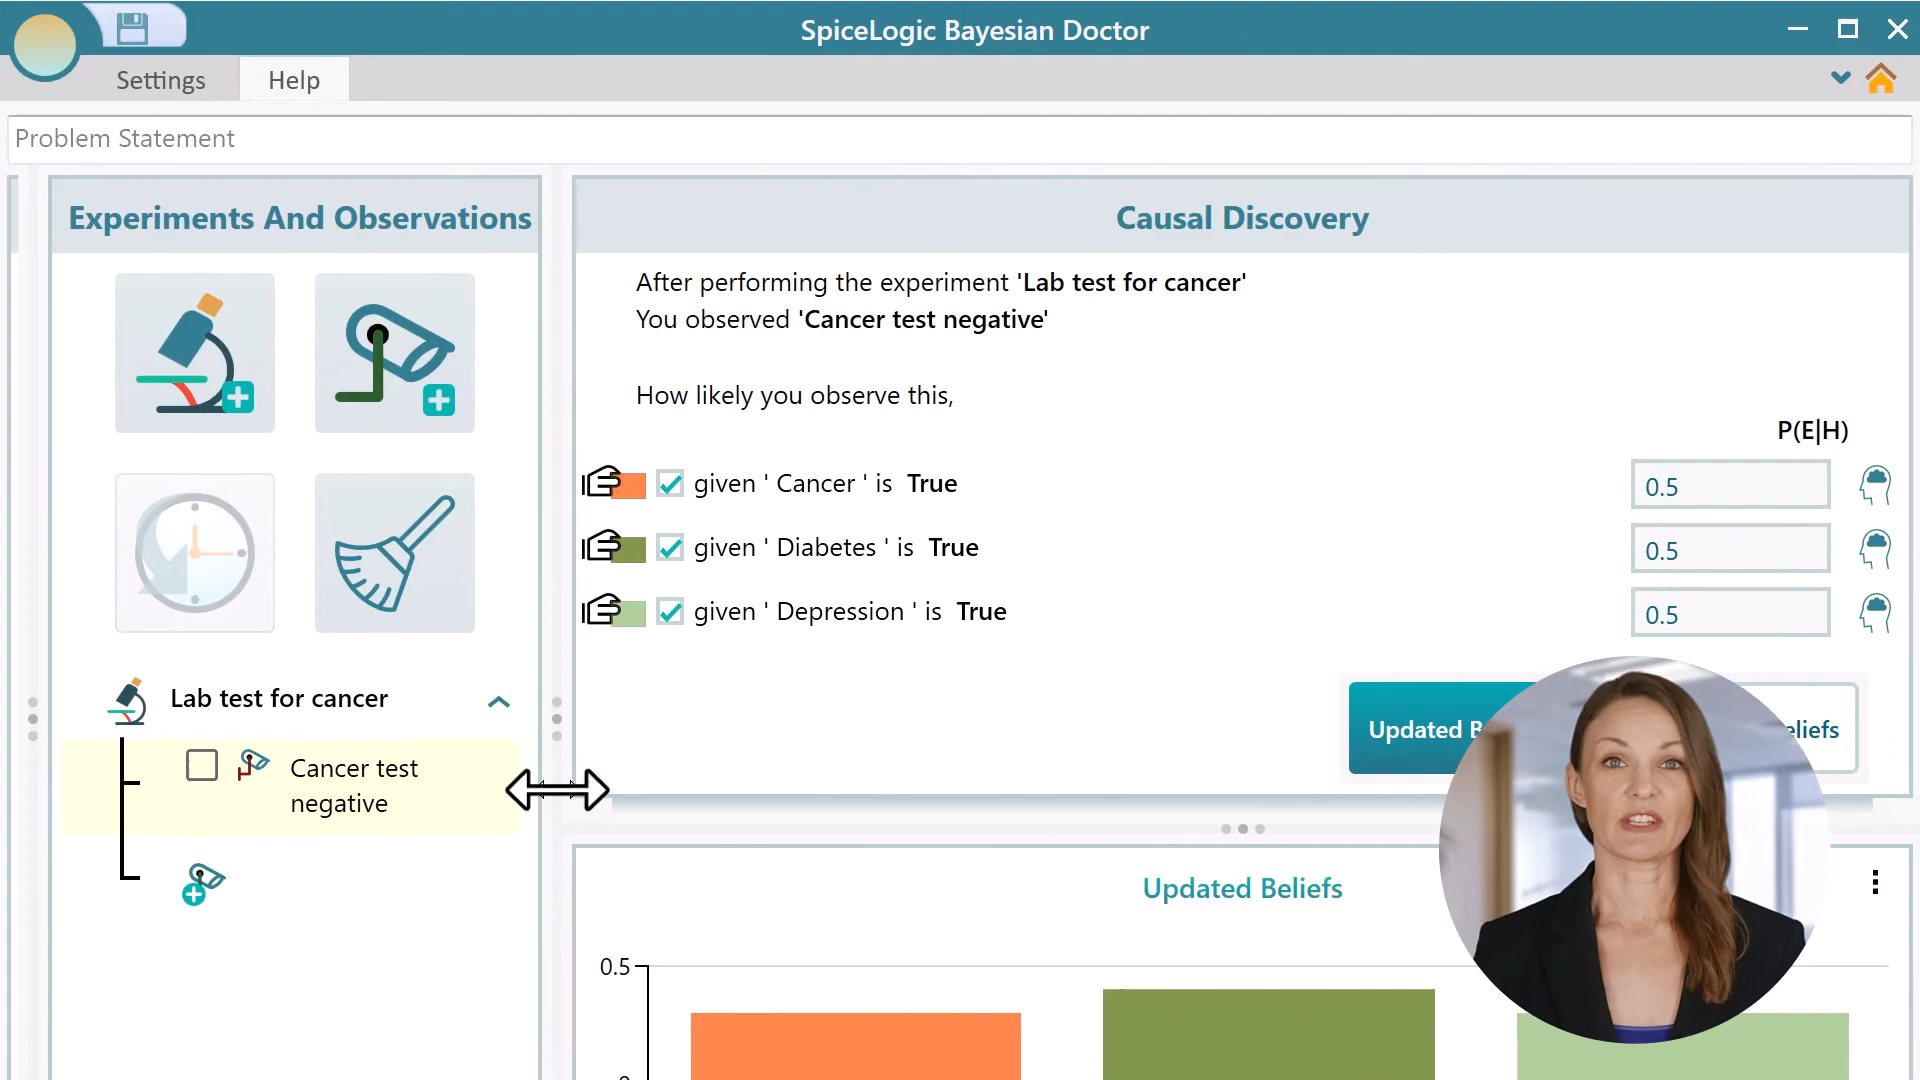 SpiceLogic Bayesian Doctor
Settings
Help
Problem Statement
Experiments And Observations
Causal Discovery
After performing the experiment 'Lab test for cancer'
You observed 'Cancer test negative'
How likely you observe this,
P(E|H)
given ' Cancer ' is True
0.5
given ' Diabetes ' is True
0.5
given ' Depression ' is True
0.5
Lab test for cancer
Updated
Cancer test
negative
Updated Beliefs
0.5